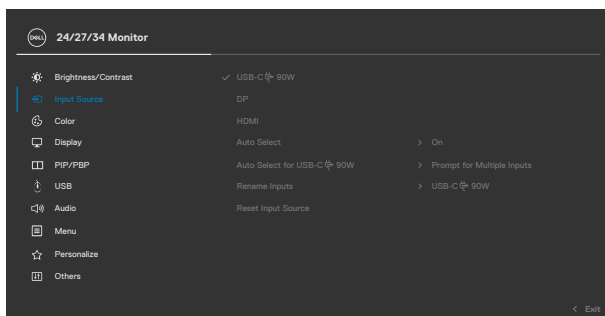 DELL 24/27/34 Monitor
Brightness/Contrast USB-C 90W
Input Source DP
Color HDMI
Display Auto Select > On
PIP/PBP Auto Select for USB-C 90W > Prompt for Multiple Inputs
USB Rename Inputs > USB-C 90W
Audio Reset Input Source
Menu
Personalize
Others
< Exit